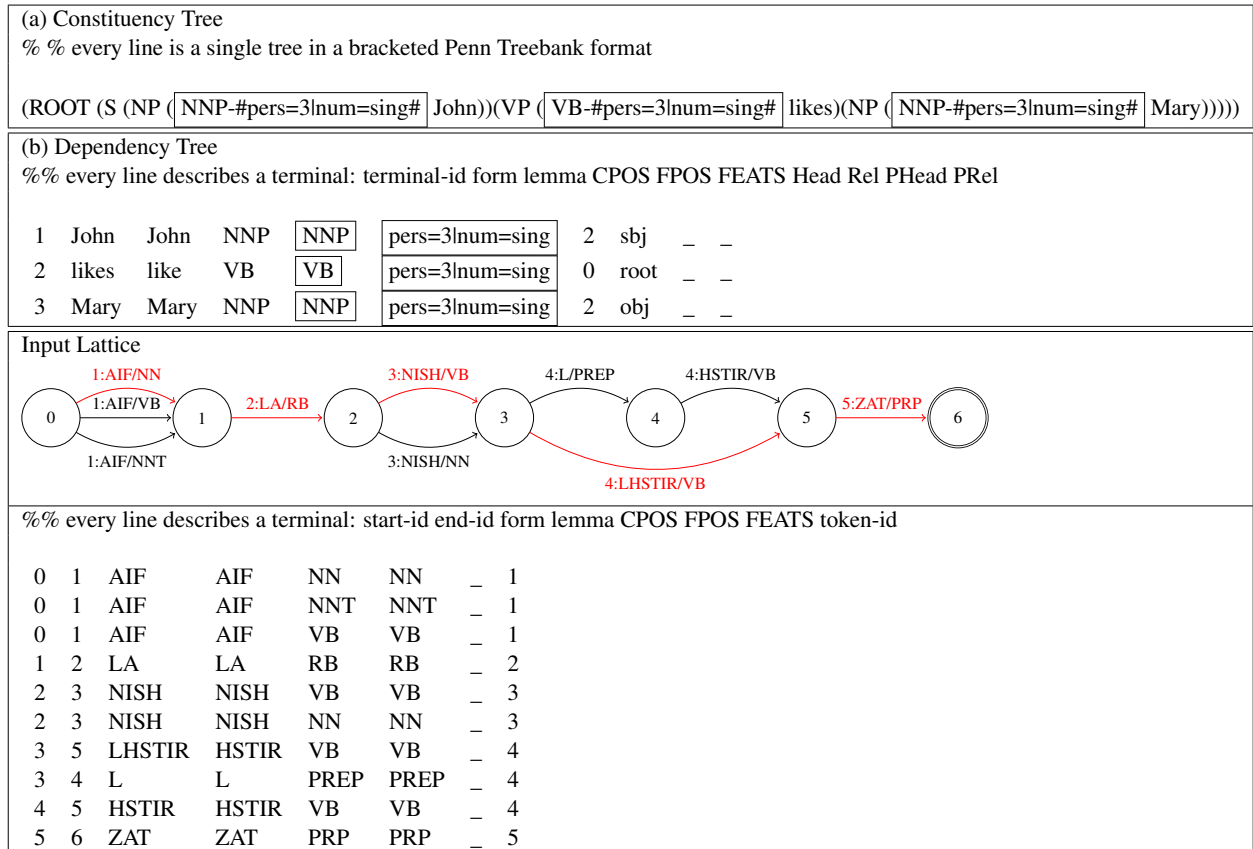 (a) Constituency Tree
% % every line is a single tree in a bracketed Penn Treebank format
(ROOT (S (NP ( NNP-#pers=3|num=sing# John))(VP ( VB-#pers=3|num=sing# likes)(NP ( NNP-#pers=3|num=sing# Mary)))))
(b) Dependency Tree
%% every line describes a terminal: terminal-id form lemma CPOS FPOS FEATS Head Rel PHead PRel
1 John John NNP NNP pers=3|num=sing 2 sbj _ _
2 likes like VB VB pers=3|num=sing 0 root _ _
3 Mary Mary NNP NNP pers=3|num=sing 2 obj _ _
Input Lattice
1:AIF/NN 3:NISH/VB 4:L/PREP 4:HSTIR/VB
1:AIF/VB 2:LA/RB 5:ZAT/PRP
0 1 2 3 4 5 6
1:AIF/NNT 3:NISH/NN
4:LHSTIR/VB
%% every line describes a terminal: start-id end-id form lemma CPOS FPOS FEATS token-id
0 1 AIF AIF NN NN _ 1
0 1 AIF AIF NNT NNT _ 1
0 1 AIF AIF VB VB _ 1
1 2 LA LA RB RB _ 2
2 3 NISH NISH VB VB _ 3
2 3 NISH NISH NN NN _ 3
3 5 LHSTIR HSTIR VB VB _ 4
3 4 L L PREP PREP _ 4
4 5 HSTIR HSTIR VB VB _ 4
5 6 ZAT ZAT PRP PRP _ 5